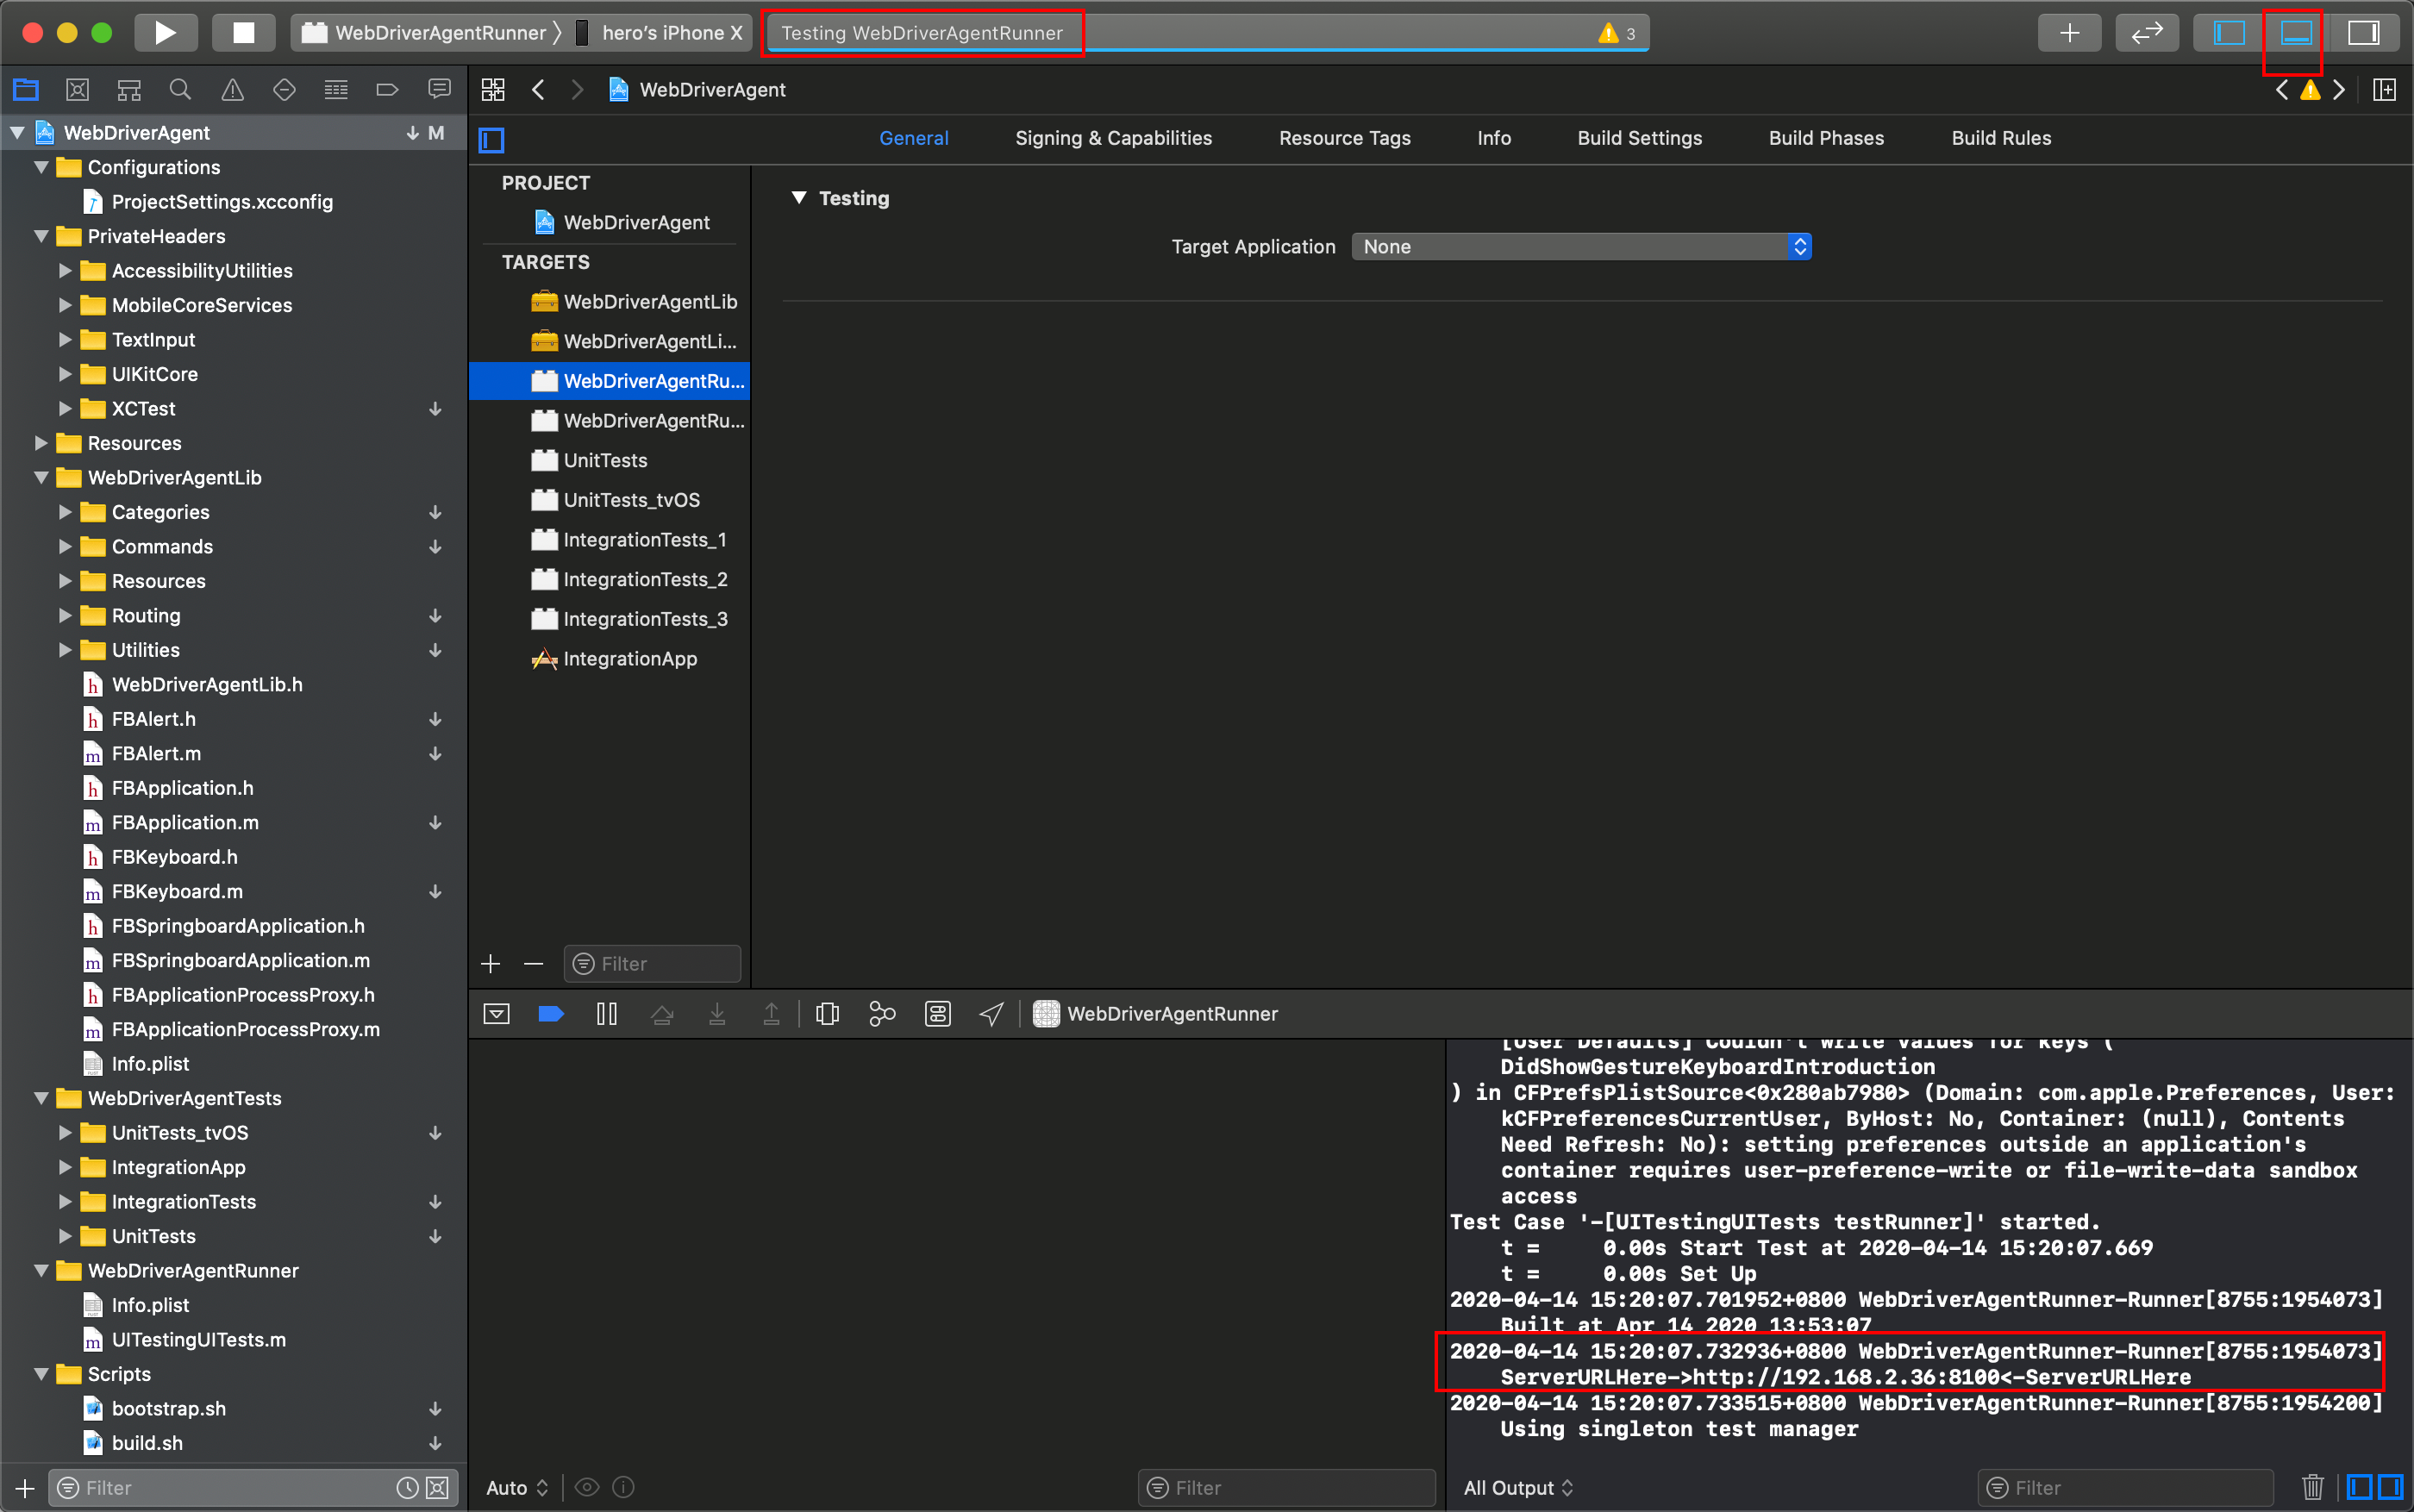 WebDriverAgentRunner hero’s iPhone X
Testing WebDriverAgentRunner
3
WebDriverAgent
WebDriverAgent M
Configurations
ProjectSettings.xcconfig
PrivateHeaders
AccessibilityUtilities
MobileCoreServices
TextInput
UIKitCore
XCTest
Resources
WebDriverAgentLib
Categories
Commands
Resources
Routing
Utilities
WebDriverAgentLib.h
FBAlert.h
FBAlert.m
FBApplication.h
FBApplication.m
FBKeyboard.h
FBKeyboard.m
FBSpringboardApplication.h
FBSpringboardApplication.m
FBApplicationProcessProxy.h
FBApplicationProcessProxy.m
Info.plist
WebDriverAgentTests
UnitTests_tvOS
IntegrationApp
IntegrationTests
UnitTests
WebDriverAgentRunner
Info.plist
UITestingUITests.m
Scripts
bootstrap.sh
build.sh
Filter
General Signing & Capabilities Resource Tags Info Build Settings Build Phases Build Rules
PROJECT
WebDriverAgent
TARGETS
WebDriverAgentLib
WebDriverAgentLi...
WebDriverAgentRu...
WebDriverAgentRu...
UnitTests
UnitTests_tvOS
IntegrationTests_1
IntegrationTests_2
IntegrationTests_3
IntegrationApp
Filter
Testing
Target Application None
WebDriverAgentRunner
[User Defaults] Couldn't write values for keys (
DidShowGestureKeyboardIntroduction
) in CFPrefsPlistSource<0x280ab7980> (Domain: com.apple.Preferences, User:
kCFPreferencesCurrentUser, ByHost: No, Container: (null), Contents
Need Refresh: No): setting preferences outside an application's
container requires user-preference-write or file-write-data sandbox
access
Test Case '-[UITestingUITests testRunner]' started.
t = 0.00s Start Test at 2020-04-14 15:20:07.669
t = 0.00s Set Up
2020-04-14 15:20:07.701952+0800 WebDriverAgentRunner-Runner[8755:1954073]
Built at Apr 14 2020 13:53:07
2020-04-14 15:20:07.732936+0800 WebDriverAgentRunner-Runner[8755:1954073]
ServerURLHere->http://192.168.2.36:8100<-ServerURLHere
2020-04-14 15:20:07.733515+0800 WebDriverAgentRunner-Runner[8755:1954200]
Using singleton test manager
Auto
Filter
All Output
Filter